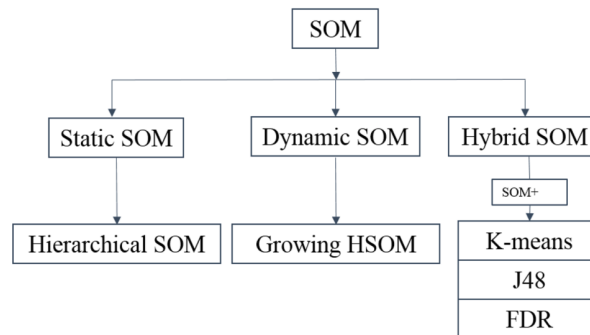 SOM
Static SOM
Dynamic SOM
Hybrid SOM
SOM+
Hierarchical SOM
Growing HSOM
K-means
J48
FDR